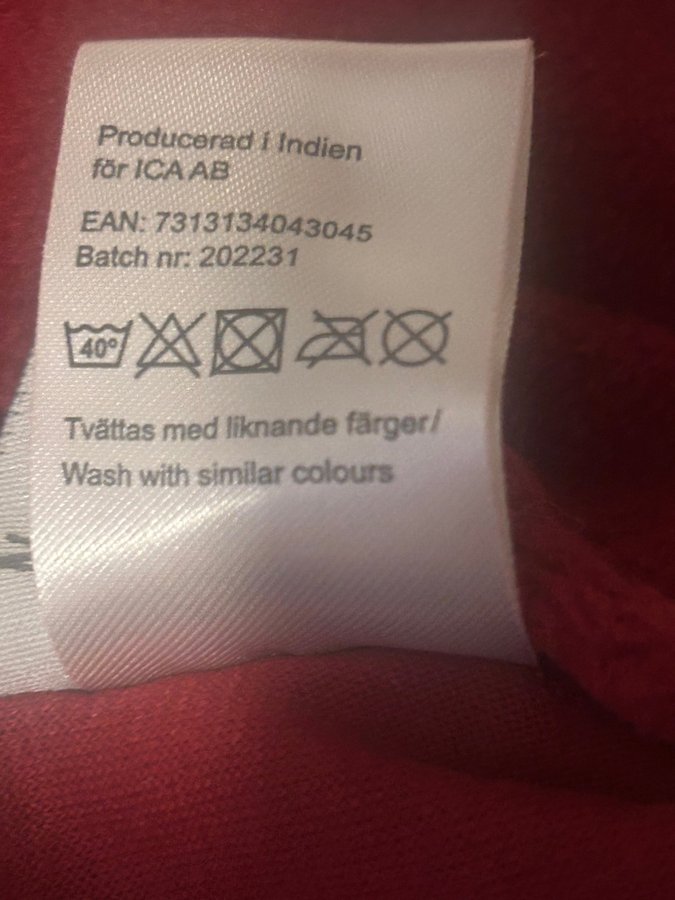 Producerad i Indien
för ICA AB
EAN: 7313134043045
Batch nr: 202231
40°
Tvättas med liknande färger/
Wash with similar colours